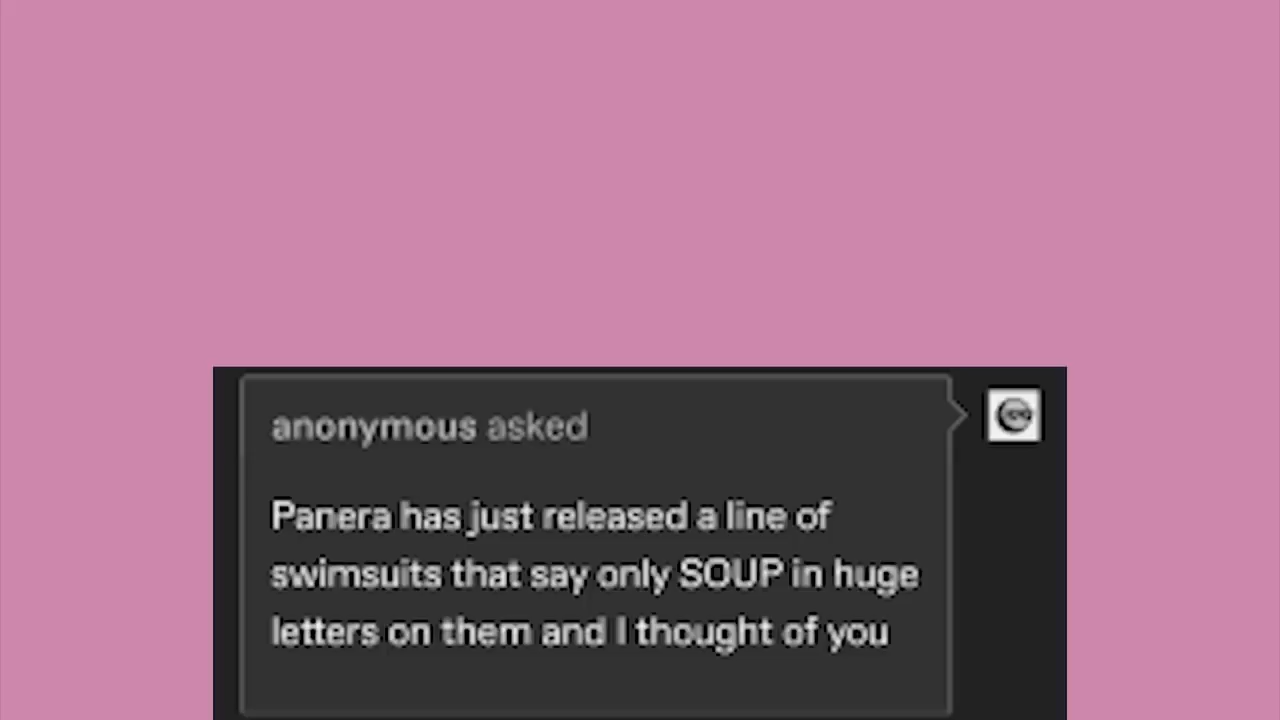 anonymous asked
Panera has just released a line of
swimsuits that say only SOUP in huge
letters on them and I thought of you